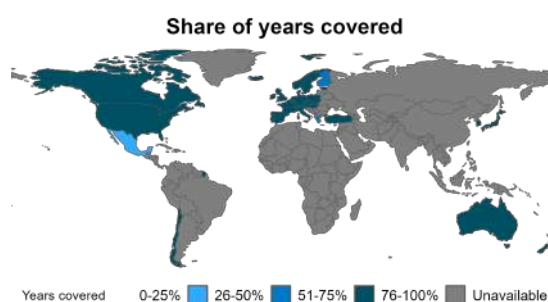 Share of years covered
Years covered 0-25% 26-50% 51-75% 76-100% Unavailable